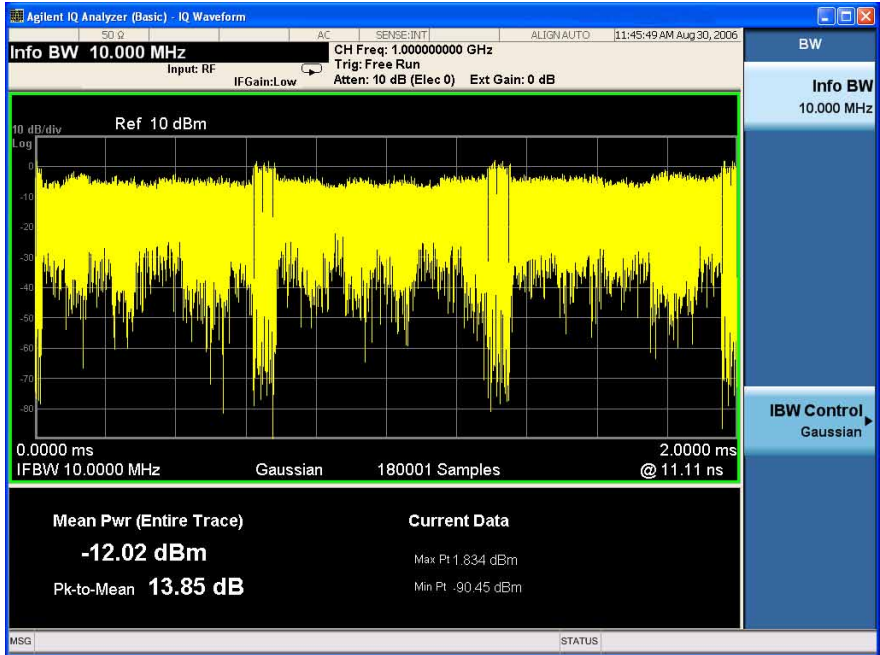 Agilent IQ Analyzer (Basic) - IQ Waveform
50 Ω AC SENSE:INT ALIGN AUTO 11:45:49 AM Aug 30, 2006
BW
Info BW 10.000 MHz
Input: RF
IFGain:Low
CH Freq: 1.000000000 GHz
Trig: Free Run
Atten: 10 dB (Elec 0) Ext Gain: 0 dB
Info BW
10.000 MHz
10 dB/div
Log
Ref 10 dBm
0
-10
-20
-30
-40
-50
-60
-70
-80
0.0000 ms 2.0000 ms
IFBW 10.0000 MHz Gaussian 180001 Samples @ 11.11 ns
IBW Control
Gaussian
Mean Pwr (Entire Trace)
-12.02 dBm
Pk-to-Mean 13.85 dB
Current Data
Max Pt 1.834 dBm
Min Pt -90.45 dBm
MSG STATUS